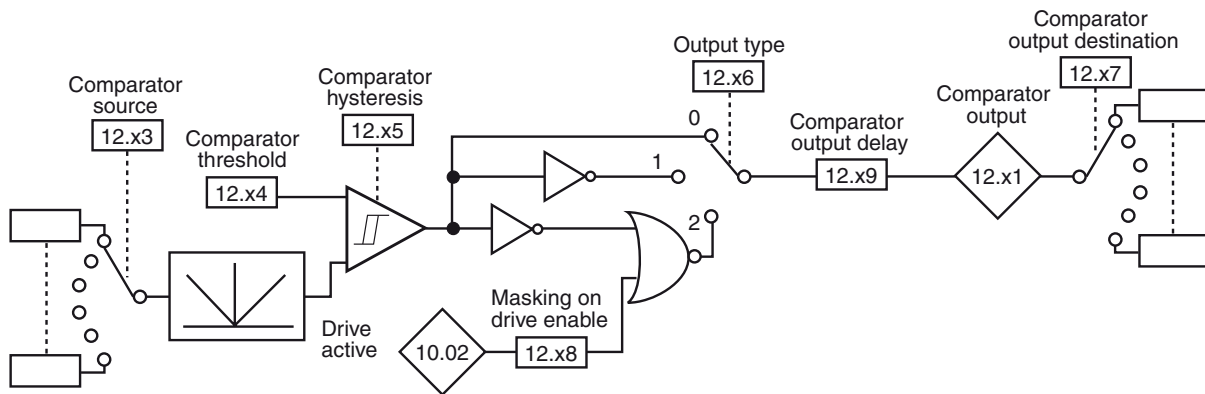 Comparator
source
12.x3
Comparator
threshold
12.x4
Comparator
hysteresis
12.x5
Output type
12.x6
0
1
2
Comparator
output delay
12.x9
Comparator
output
12.x1
Comparator
output destination
12.x7
Drive
active
10.02
Masking on
drive enable
12.x8